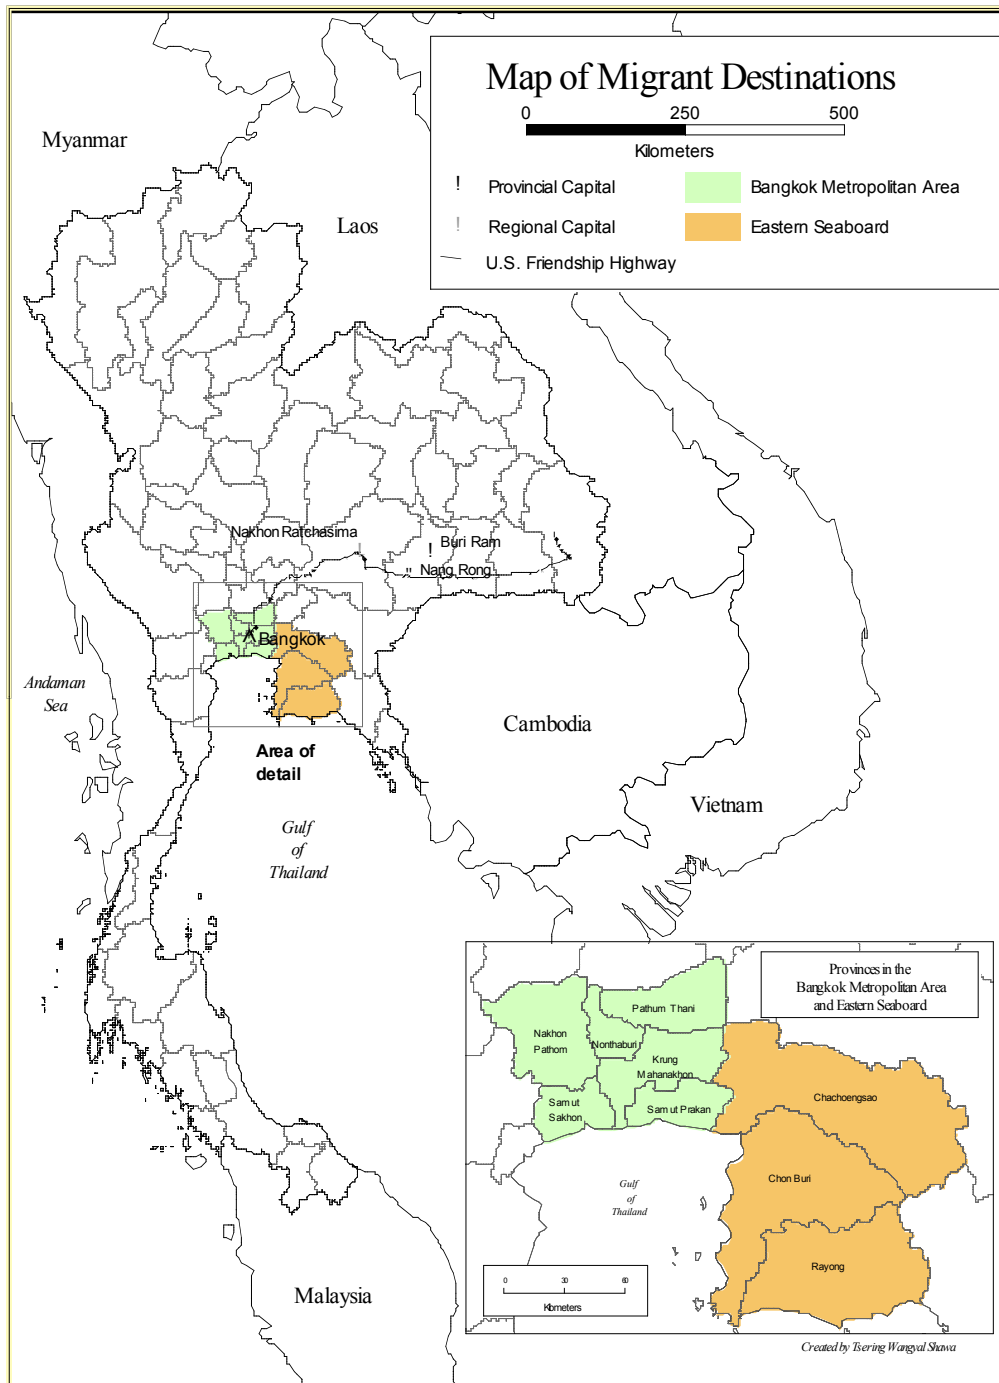 Map of Migrant Destinations
0 250 500
Kilometers
! Provincial Capital
Bangkok Metropolitan Area
! Regional Capital
Eastern Seaboard
U.S. Friendship Highway
Myanmar
Laos
Nakhon Ratchasima
Buri Ram
!
Nang Rong
"
Bangkok
Andaman
Sea
Cambodia
Area of
detail
Vietnam
Gulf
of
Thailand
Malaysia
Provinces in the
Bangkok Metropolitan Area
and Eastern Seaboard
Pathum Thani
Nakhon
Pathom
Nonthaburi
Krung
Mahanakhon
Samut
Sakhon
Samut Prakan
Chachoengsao
Chon Buri
Gulf
of
Thailand
Rayong
0 30 60
Kilometers
Created by Tsering Wangyal Shawa